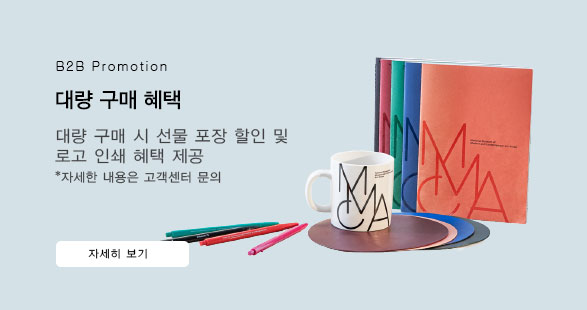 B2B Promotion
대량 구매 혜택
대량 구매 시 선물 포장 할인 및
로고 인쇄 혜택 제공
*자세한 내용은 고객센터 문의
자세히 보기
MMCA
MMCA